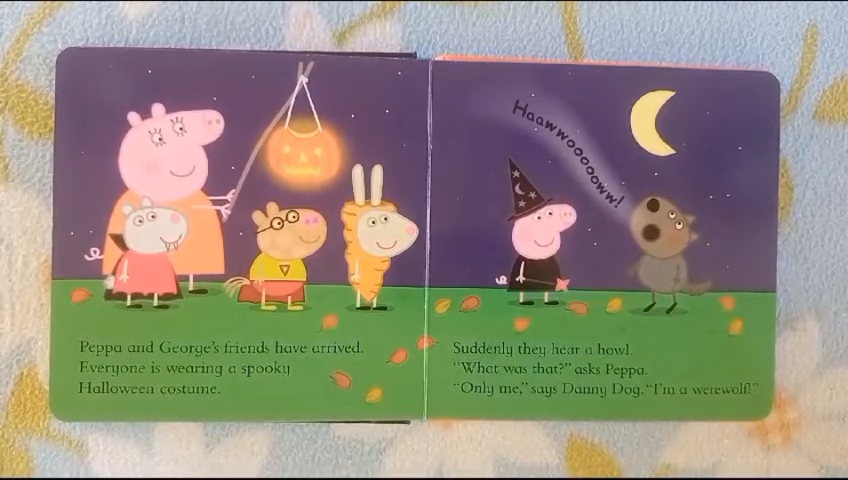 Peppa and George's friends have arrived.
Everyone is wearing a spooky
Halloween costume.
Haawwoooooww!
Suddenly they hear a howl.
"What was that?" asks Peppa.
"Only me," says Danny Dog. "I'm a werewolf!"